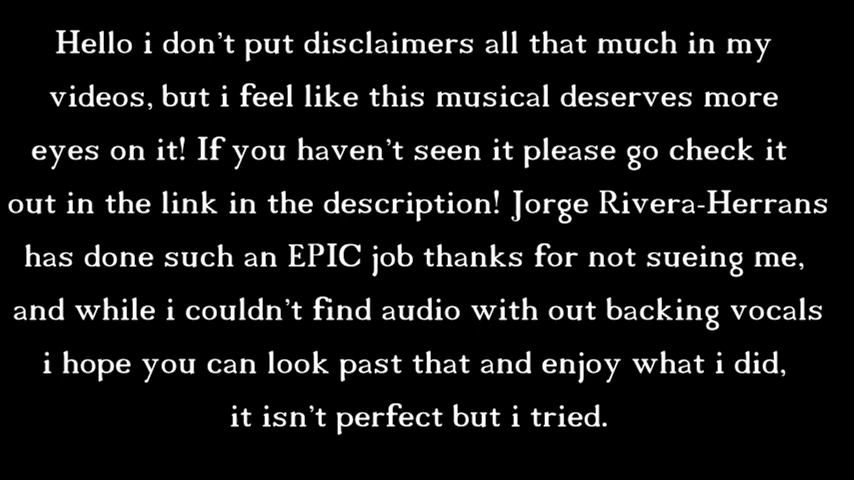 Hello i don't put disclaimers all that much in my
videos, but i feel like this musical deserves more
eyes on it! If you haven't seen it please go check it
out in the link in the description! Jorge Rivera-Herrans
has done such an EPIC job thanks for not sueing me,
and while i couldn't find audio with out backing vocals
i hope you can look past that and enjoy what i did,
it isn't perfect but i tried.